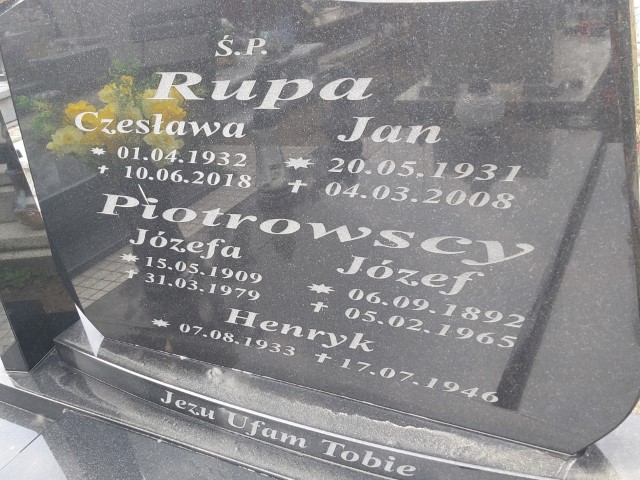 Ś.P.
Rupa
Czesława Jan
* 01.04.1932 * 20.05.1931
† 10.06.2018 † 04.03.2008
Piotrowscy
Józefa Józef
* 15.05.1909 * 06.09.1892
† 31.03.1979 † 05.02.1965
Henryk
* 07.08.1933 † 17.07.1946
Jezu Ufam Tobie